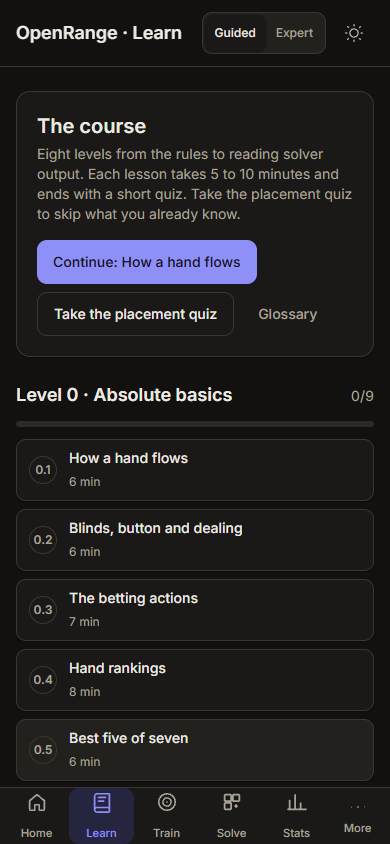 OpenRange · Learn
Guided
Expert
The course
Eight levels from the rules to reading solver
output. Each lesson takes 5 to 10 minutes and
ends with a short quiz. Take the placement quiz
to skip what you already know.
Continue: How a hand flows
Take the placement quiz
Glossary
Level 0 · Absolute basics
0/9
0.1
How a hand flows
6 min
0.2
Blinds, button and dealing
6 min
0.3
The betting actions
7 min
0.4
Hand rankings
8 min
0.5
Best five of seven
6 min
Home
Learn
Train
Solve
Stats
More